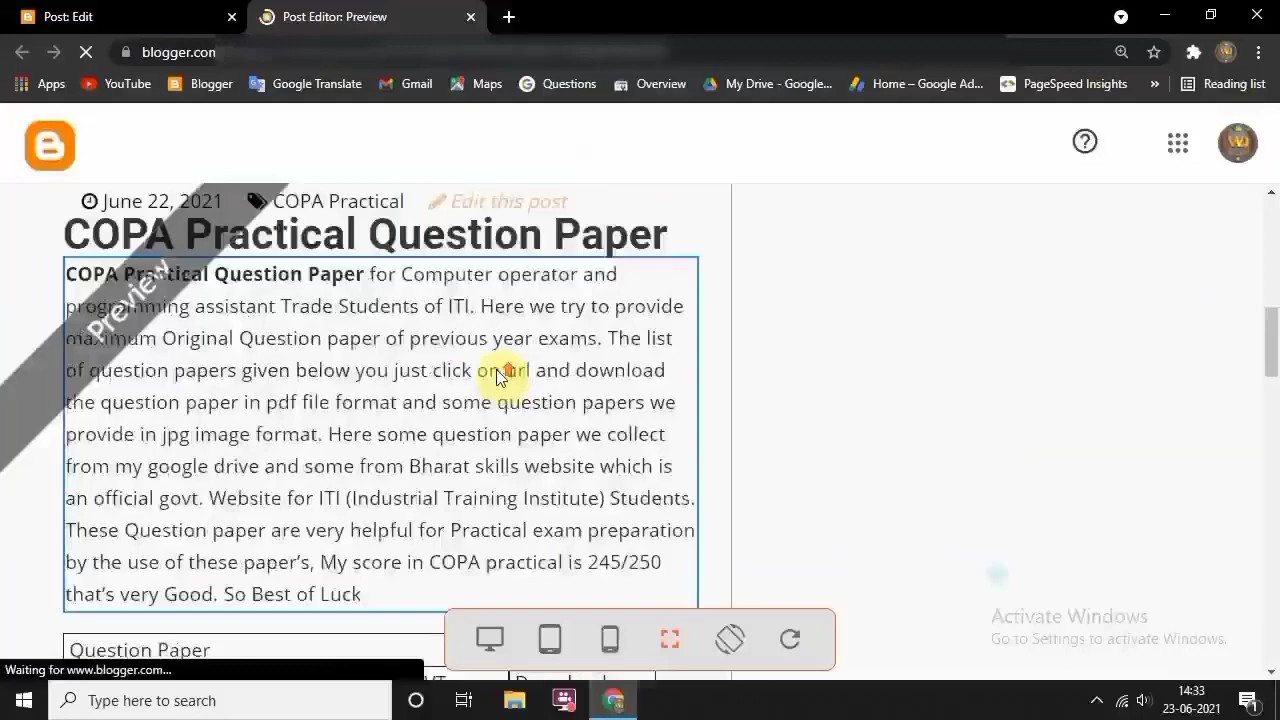 Post: Edit
Post Editor: Preview
blogger.com
Apps YouTube Blogger Google Translate Gmail Maps Questions Overview My Drive - Google... Home – Google Ad... PageSpeed Insights » Reading list
June 22, 2021 COPA Practical Edit this post
COPA Practical Question Paper
COPA Practical Question Paper for Computer operator and
programming assistant Trade Students of ITI. Here we try to provide
maximum Original Question paper of previous year exams. The list
of question papers given below you just click on url and download
the question paper in pdf file format and some question papers we
provide in jpg image format. Here some question paper we collect
from my google drive and some from Bharat skills website which is
an official govt. Website for ITI (Industrial Training Institute) Students.
These Question paper are very helpful for Practical exam preparation
by the use of these paper’s, My score in COPA practical is 245/250
that’s very Good. So Best of Luck
Preview
Question Paper
Activate Windows
Go to Settings to activate Windows.
Waiting for www.blogger.com...
Type here to search
14:33
23-06-2021
1